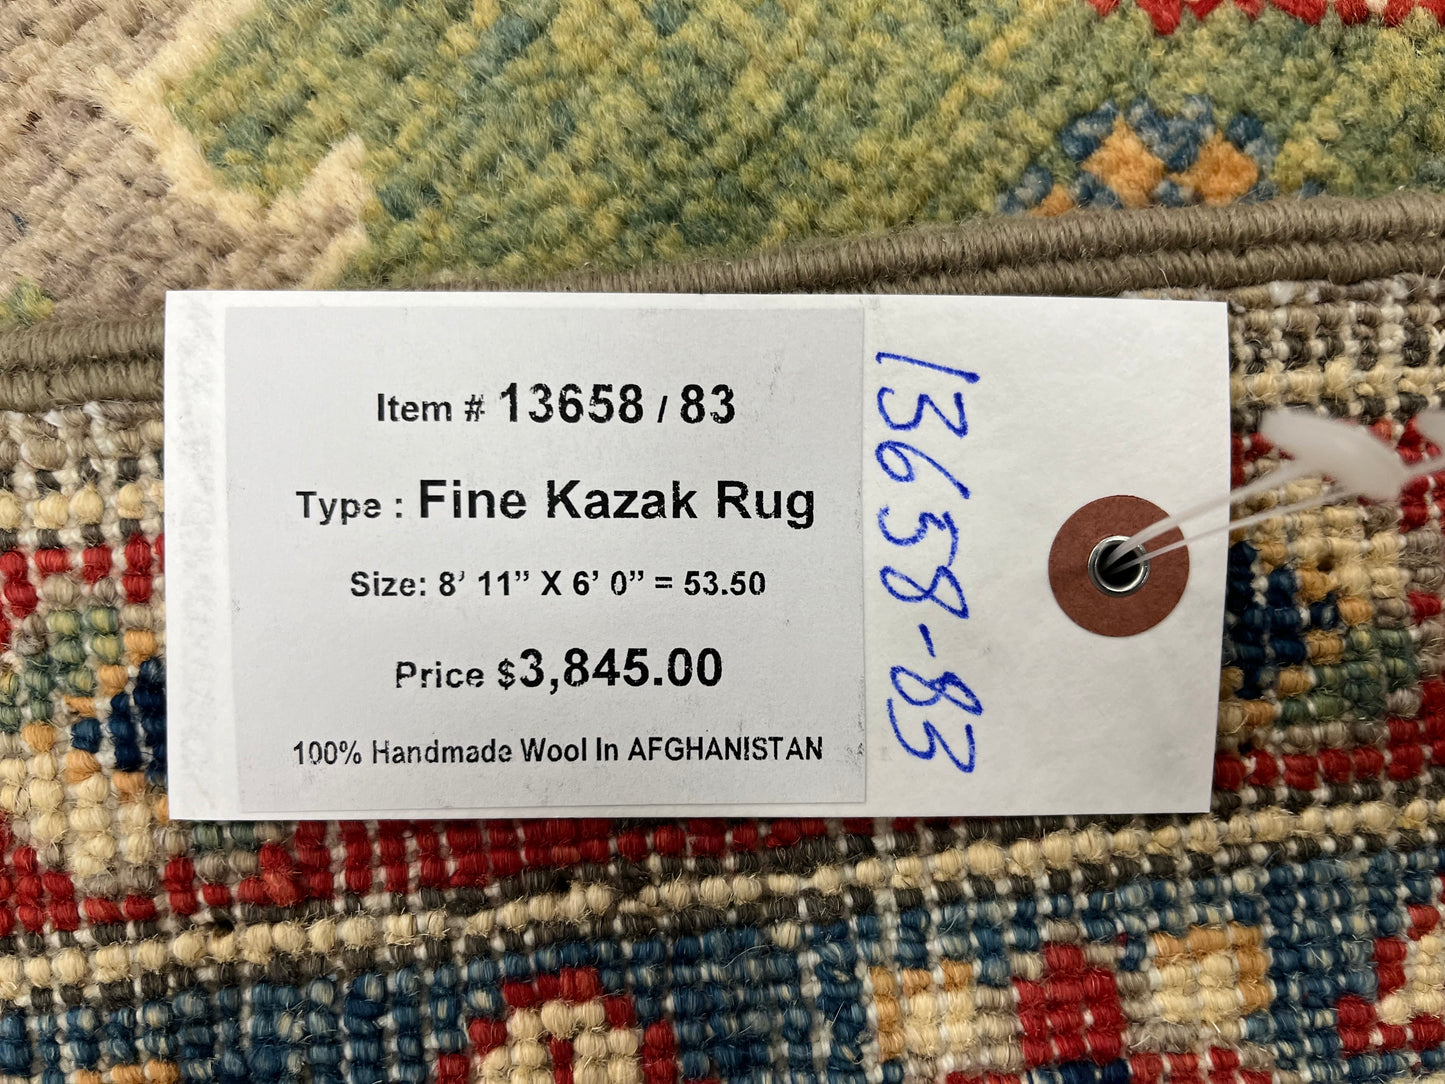 Item # 13658 / 83
Type : Fine Kazak Rug
Size: 8’ 11” X 6’ 0” = 53.50
Price $3,845.00
100% Handmade Wool In AFGHANISTAN
13658-83